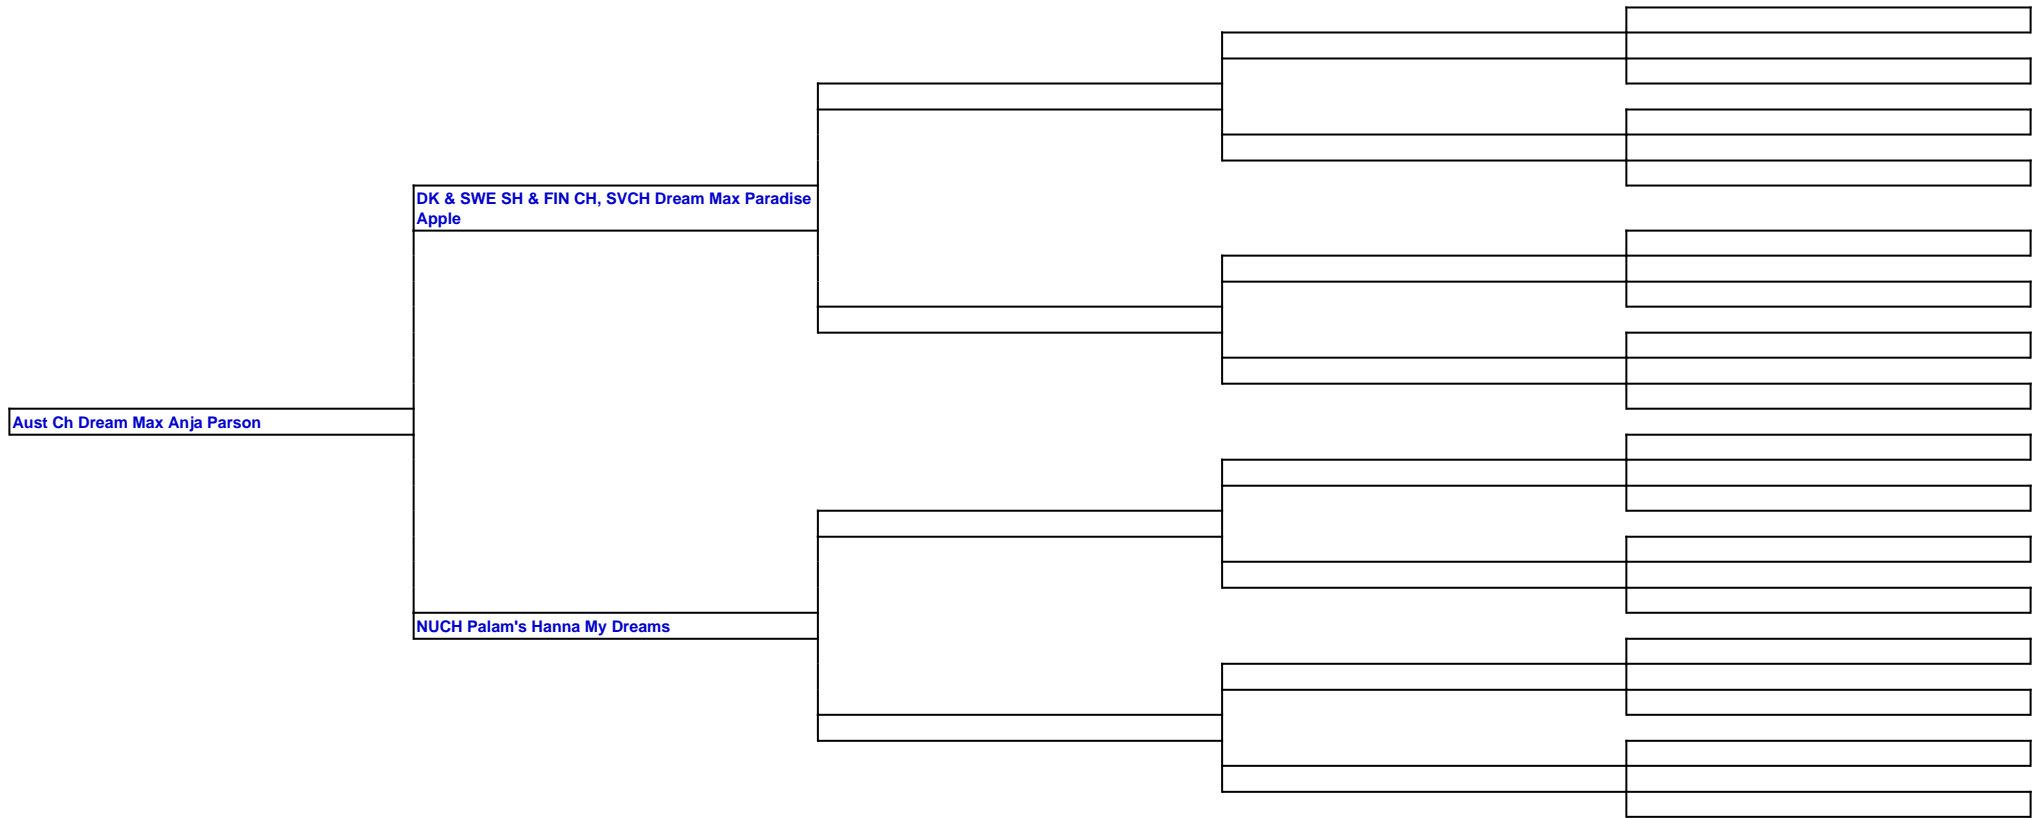 DK & SWE SH & FIN CH, SVCH Dream Max Paradise
Apple
Aust Ch Dream Max Anja Parson
NUCH Palam's Hanna My Dreams